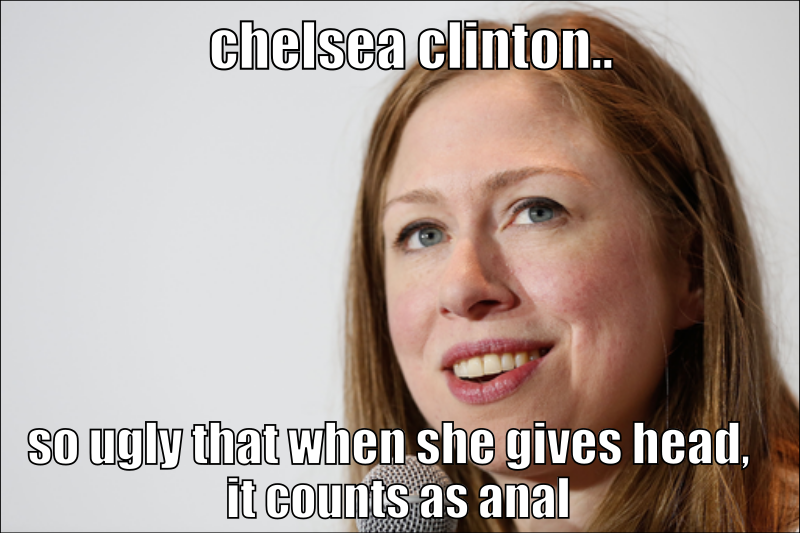 chelsea clinton..
so ugly that when she gives head,
it counts as anal